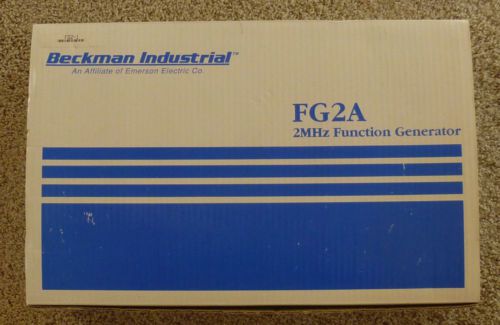 Beckman Industrial™
An Affiliate of Emerson Electric Co.
FG2A
2MHz Function Generator